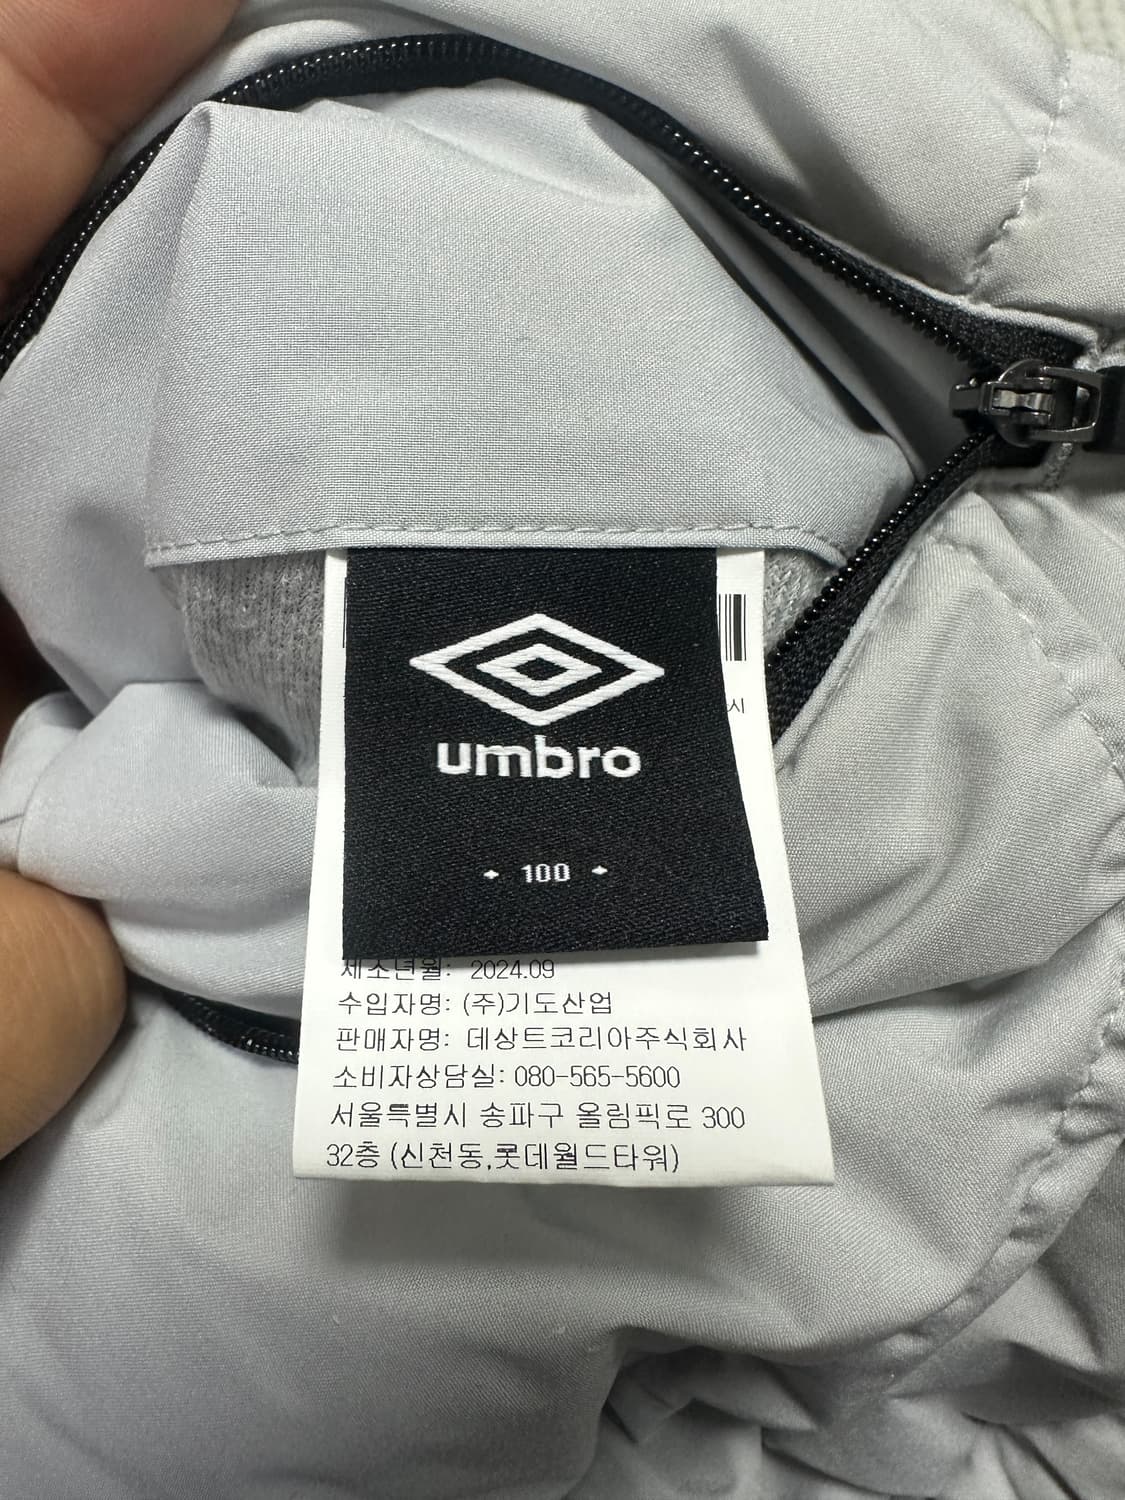 umbro
100
시
제조년월: 2024.09
수입자명: (주)기도산업
판매자명: 데상트코리아주식회사
소비자상담실: 080-565-5600
서울특별시 송파구 올림픽로 300
32층 (신천동,롯데월드타워)